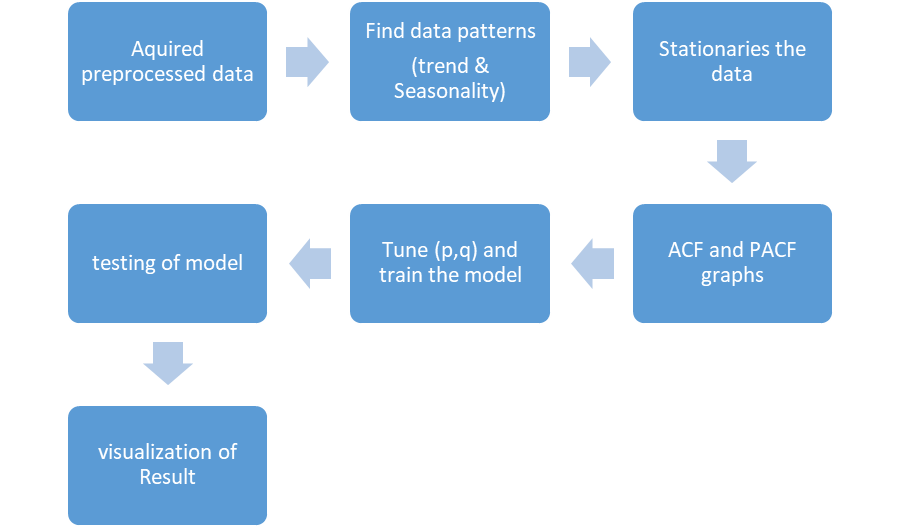 Aquired
preprocessed data
Find data patterns
(trend &
Seasonality)
Stationaries the
data
ACF and PACF
graphs
Tune (p,q) and
train the model
testing of model
visualization of
Result